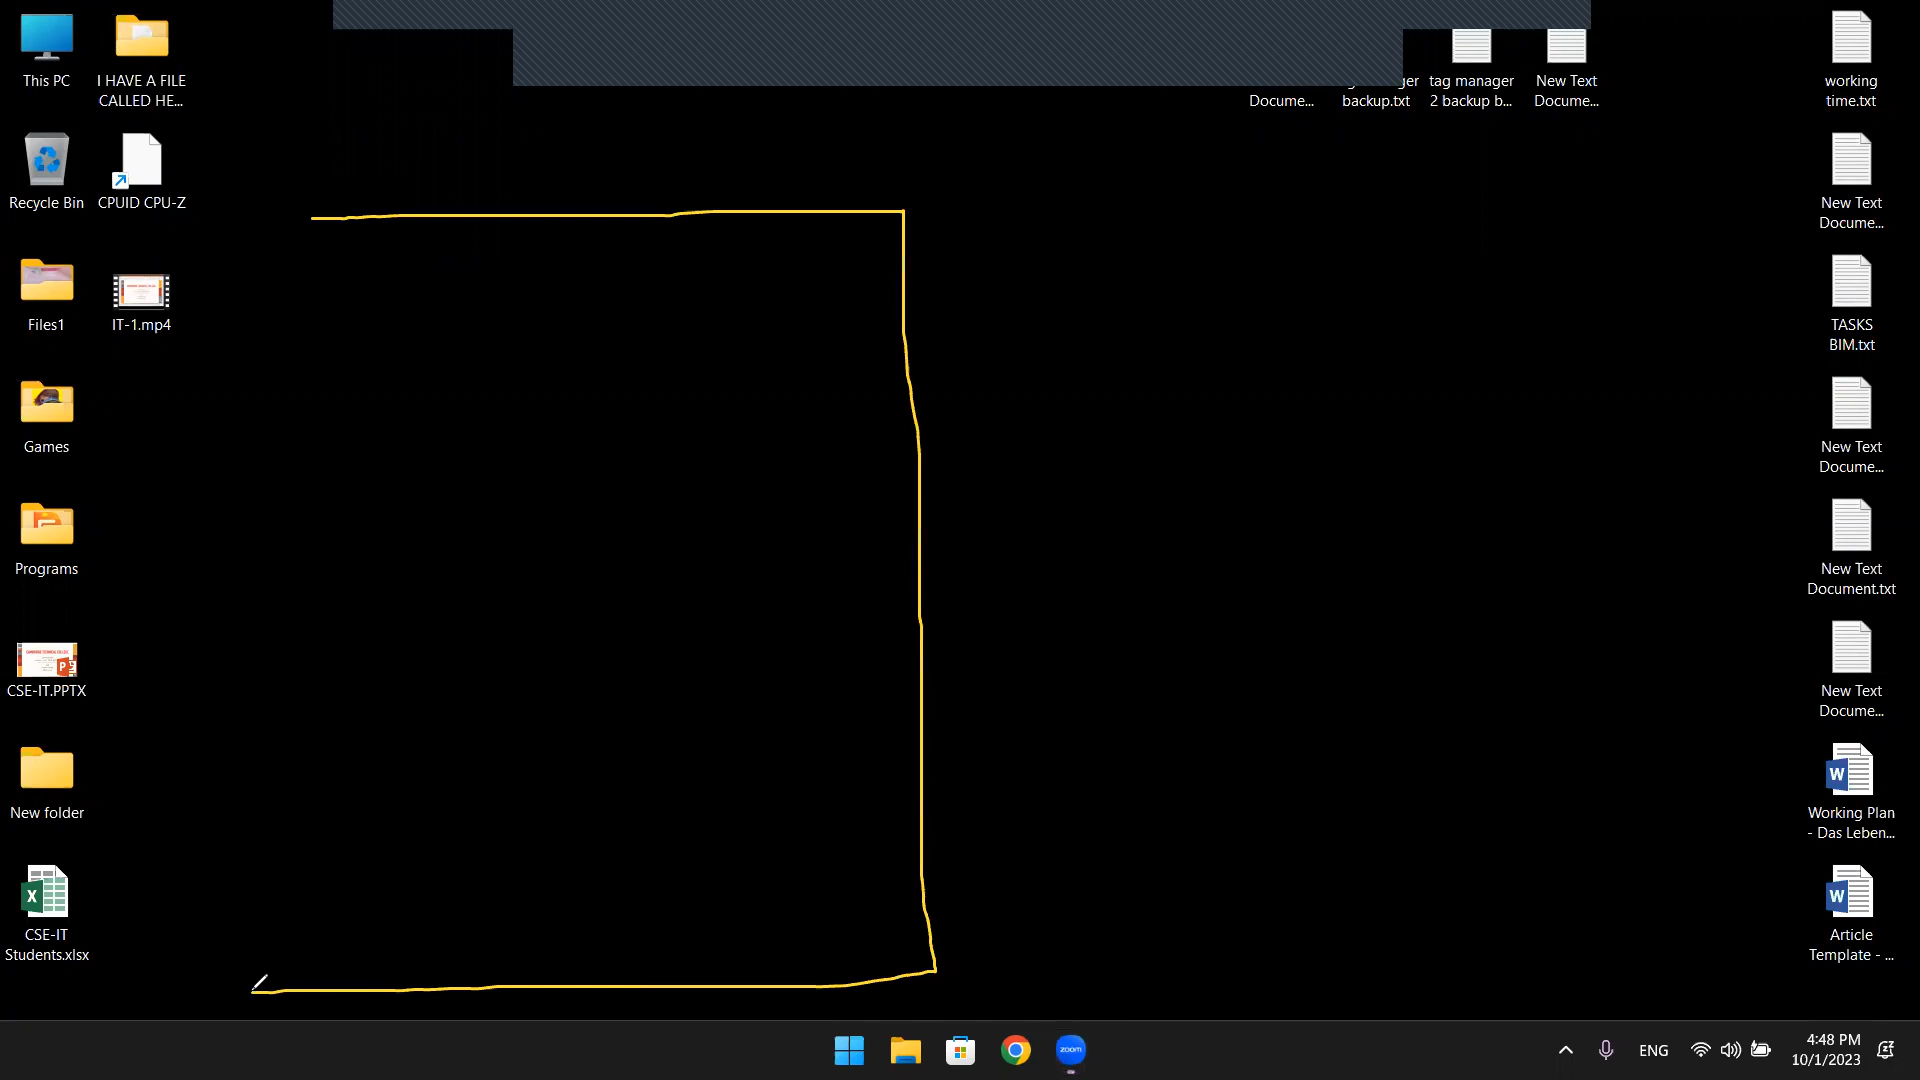 This PC
I HAVE A FILE
CALLED HE...
Recycle Bin
CPUID CPU-Z
Files1
IT-1.mp4
Games
Programs
CSE-IT.PPTX
New folder
CSE-IT
Students.xlsx
Docume...
backup.txt
tag manager
2 backup b...
New Text
Docume...
working
time.txt
New Text
Docume...
TASKS
BIM.txt
New Text
Docume...
New Text
Document.txt
New Text
Docume...
Working Plan
- Das Leben...
Article
Template - ...
zoom
ENG
4:48 PM
10/1/2023